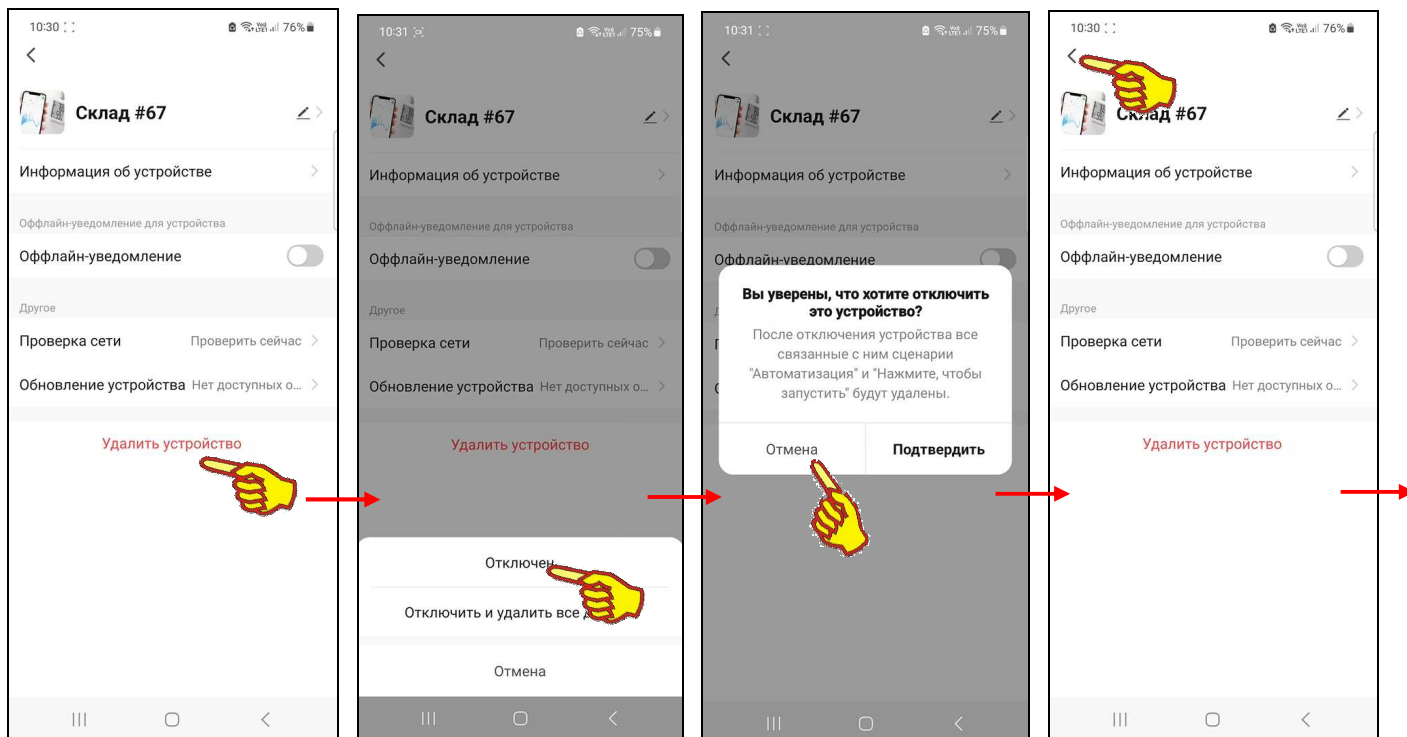 10:30
76%
Склад #67
Информация об устройстве
Оффлайн-уведомление для устройства
Оффлайн-уведомление
Другое
Проверка сети Проверить сейчас
Обновление устройства Нет доступных о...
Удалить устройство
10:31
75%
Склад #67
Информация об устройстве
Оффлайн-уведомление для устройства
Оффлайн-уведомление
Другое
Проверка сети Проверить сейчас
Обновление устройства Нет доступных о...
Удалить устройство
Отключен
Отключить и удалить все
Отмена
10:31
75%
Склад #67
Информация об устройстве
Оффлайн-уведомление для устройства
Оффлайн-уведомление
Вы уверены, что хотите отключить
это устройство?
После отключения устройства все
связанные с ним сценарии
"Автоматизация" и "Нажмите, чтобы
запустить" будут удалены.
Отмена Подтвердить
10:30
76%
Склад #67
Информация об устройстве
Оффлайн-уведомление для устройства
Оффлайн-уведомление
Другое
Проверка сети Проверить сейчас
Обновление устройства Нет доступных о...
Удалить устройство